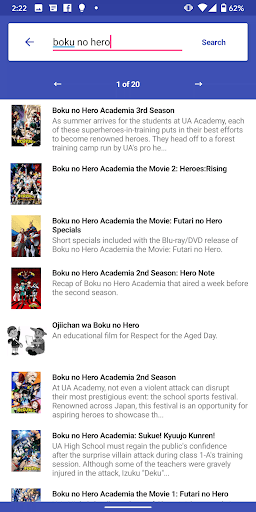 2:22
62%
boku no hero
Search
1 of 20
Boku no Hero Academia 3rd Season
As summer arrives for the students at UA Academy, each
of these superheroes-in-training puts in their best efforts
to become renowned heroes. They head off to a forest
training camp run by UA's pro he...
Boku no Hero Academia the Movie 2: Heroes:Rising
Boku no Hero Academia the Movie: Futari no Hero
Specials
Short specials included with the Blu-ray/DVD release of
Boku no Hero Academia the Movie: Futari no Hero.
Boku no Hero Academia 2nd Season: Hero Note
Recap of Boku no Hero Academia that aired a week before
the second season.
Ojiichan wa Boku no Hero
An educational film for Respect for the Aged Day.
Boku no Hero Academia 2nd Season
At UA Academy, not even a violent attack can disrupt
their most prestigious event: the school sports festival.
Renowned across Japan, this festival is an opportunity for
aspiring heroes to showcase th...
Boku no Hero Academia: Sukue! Kyuujo Kunren!
UA High School must regain the public's confidence
after the surprise villain attack during class 1-A's training
session. Although some of the teachers were gravely
injured in the attack, Izuku "Deku"...
Boku no Hero Academia the Movie 1: Futari no Hero